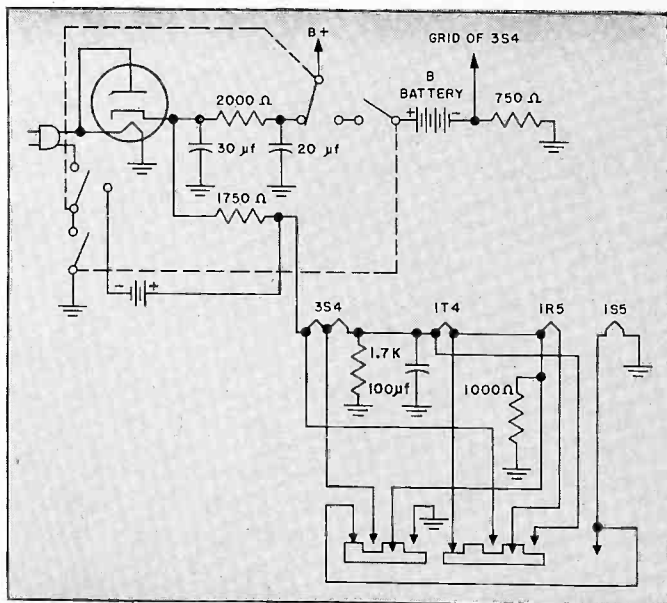 B+
GRID OF 3S4
B
BATTERY
+ -
2000 Ω
750 Ω
30 µf
20 µf
1750 Ω
- +
3S4
1T4
1R5
1S5
1.7K
100µf
1000Ω